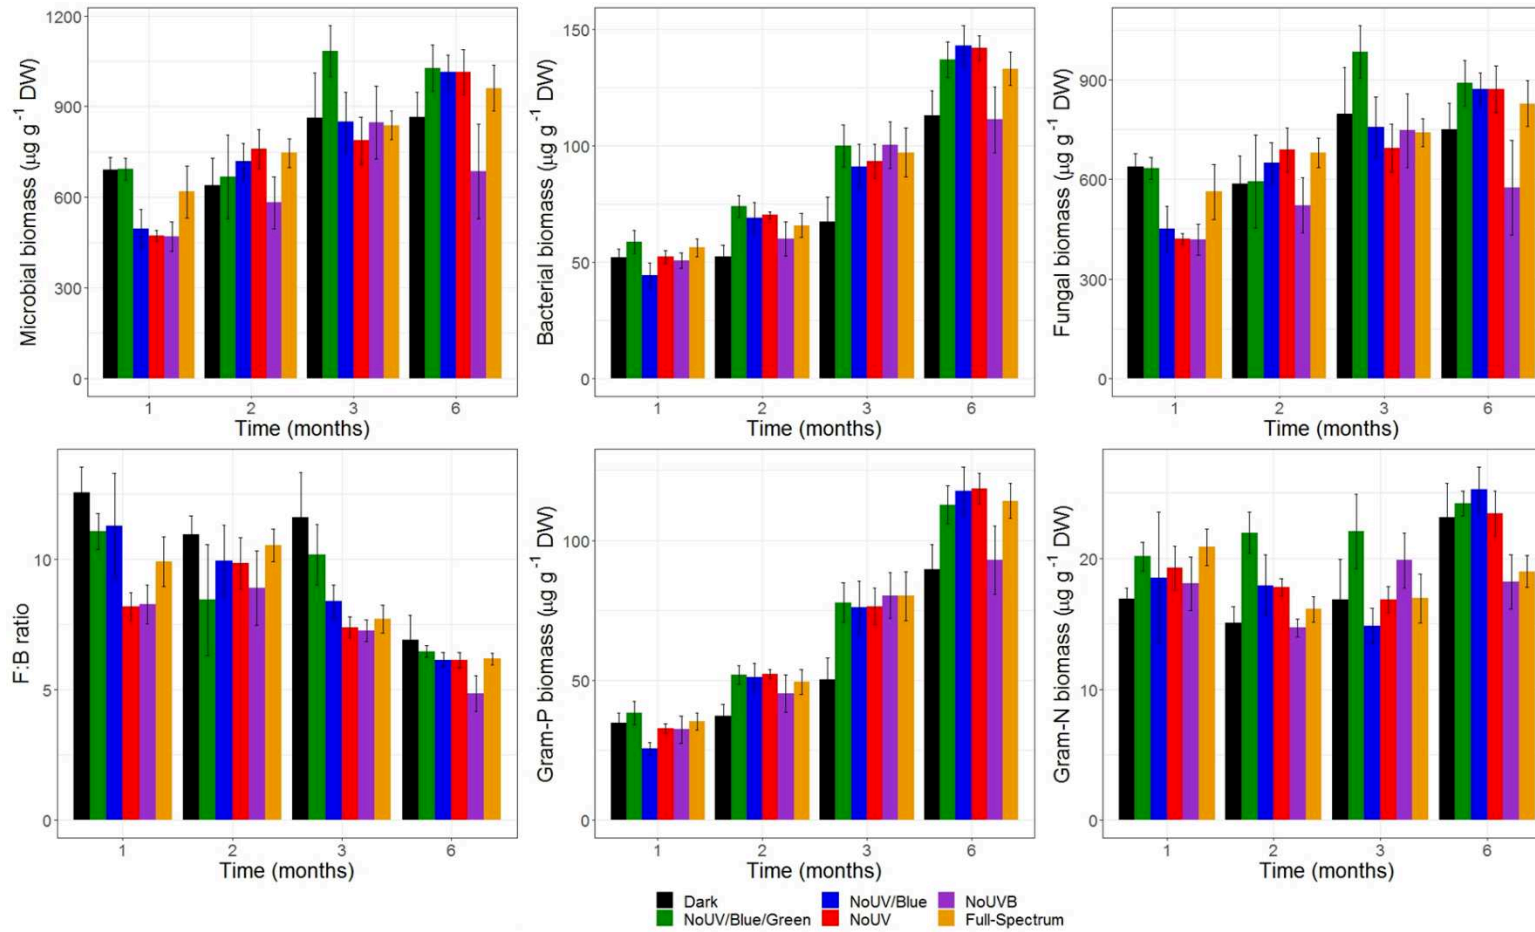 Microbial biomass (µg g⁻¹ DW)
1200
900
600
300
0
1 2 3 6
Time (months)
Bacterial biomass (µg g⁻¹ DW)
150
100
50
0
1 2 3 6
Time (months)
Fungal biomass (µg g⁻¹ DW)
900
600
300
0
1 2 3 6
Time (months)
F:B ratio
10
5
0
1 2 3 6
Time (months)
Gram-P biomass (µg g⁻¹ DW)
100
50
0
1 2 3 6
Time (months)
Gram-N biomass (µg g⁻¹ DW)
20
10
0
1 2 3 6
Time (months)
Dark NoUV/Blue NoUVB
NoUV/Blue/Green NoUV Full-Spectrum